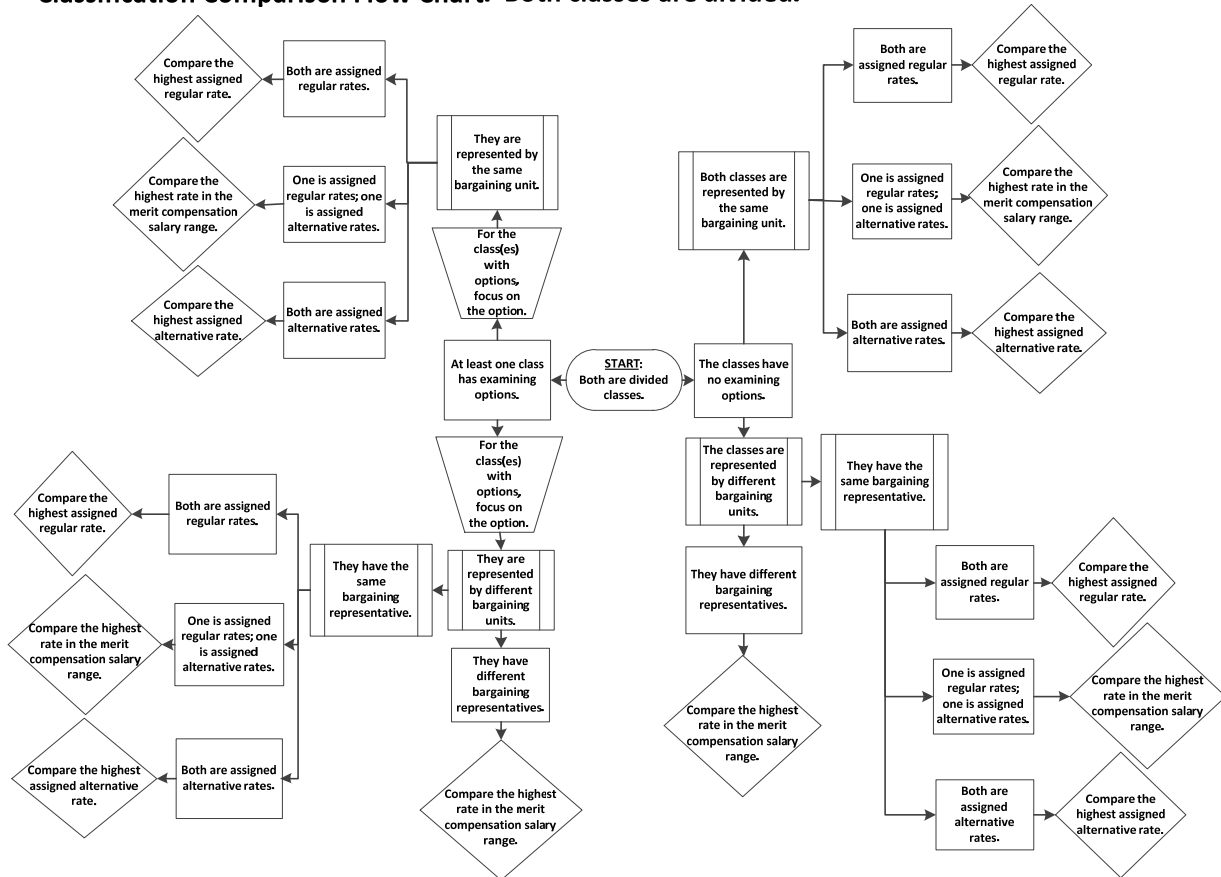 Classification Comparison Flow Chart: Both classes are divided.
Compare the
highest assigned
regular rate.
Both are assigned
regular rates.
They are
represented by
the same
bargaining unit.
Compare the
highest rate in the
merit compensation
salary range.
One is assigned
regular rates; one
is assigned
alternative rates.
For the
class(es)
with
options,
focus on
the option.
Compare the
highest assigned
alternative rate.
Both are assigned
alternative rates.
At least one class
has examining
options.
START:
Both are divided
classes.
The classes have
no examining
options.
Both classes are
represented by
the same
bargaining unit.
Both are
assigned regular
rates.
Compare the
highest assigned
regular rate.
One is assigned
regular rates;
one is assigned
alternative rates.
Compare the
highest rate in the
merit compensation
salary range.
Both are assigned
alternative rates.
Compare the
highest assigned
alternative rate.
For the
class(es)
with
options,
focus on
the option.
They are
represented
by different
bargaining
units.
They have the
same
bargaining
representative.
Both are assigned
regular rates.
Compare the
highest assigned
regular rate.
One is assigned
regular rates; one
is assigned
alternative rates.
Compare the highest
rate in the merit
compensation salary
range.
Both are assigned
alternative rates.
Compare the highest
assigned alternative
rate.
They have
different
bargaining
representatives.
Compare the highest
rate in the merit
compensation salary
range.
The classes are
represented
by different
bargaining
units.
They have the
same bargaining
representative.
They have different
bargaining
representatives.
Compare the highest
rate in the merit
compensation salary
range.
Both are
assigned regular
rates.
Compare the
highest assigned
regular rate.
One is assigned
regular rates;
one is assigned
alternative rates.
Compare the highest
rate in the merit
compensation salary
range.
Both are
assigned
alternative
rates.
Compare the
highest assigned
alternative rate.